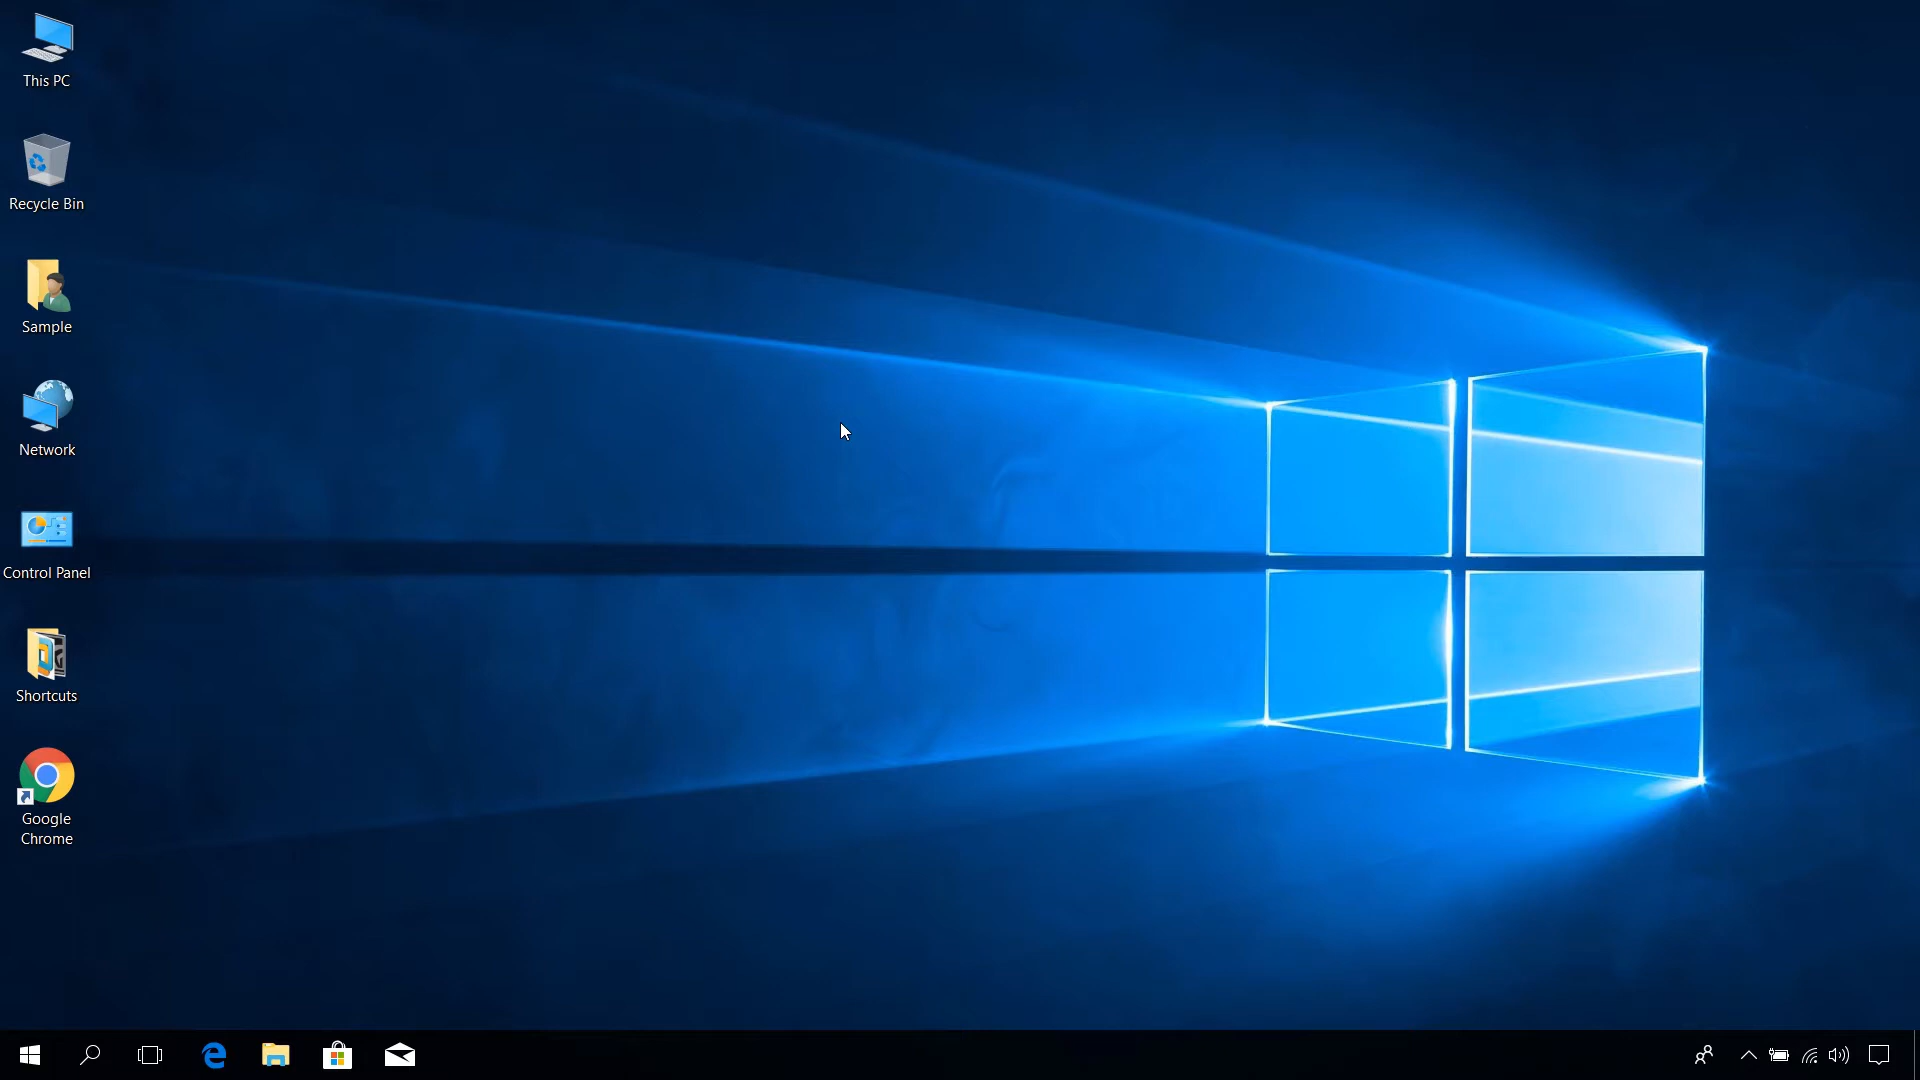 This PC
Recycle Bin
Sample
Network
Control Panel
Shortcuts
Google
Chrome